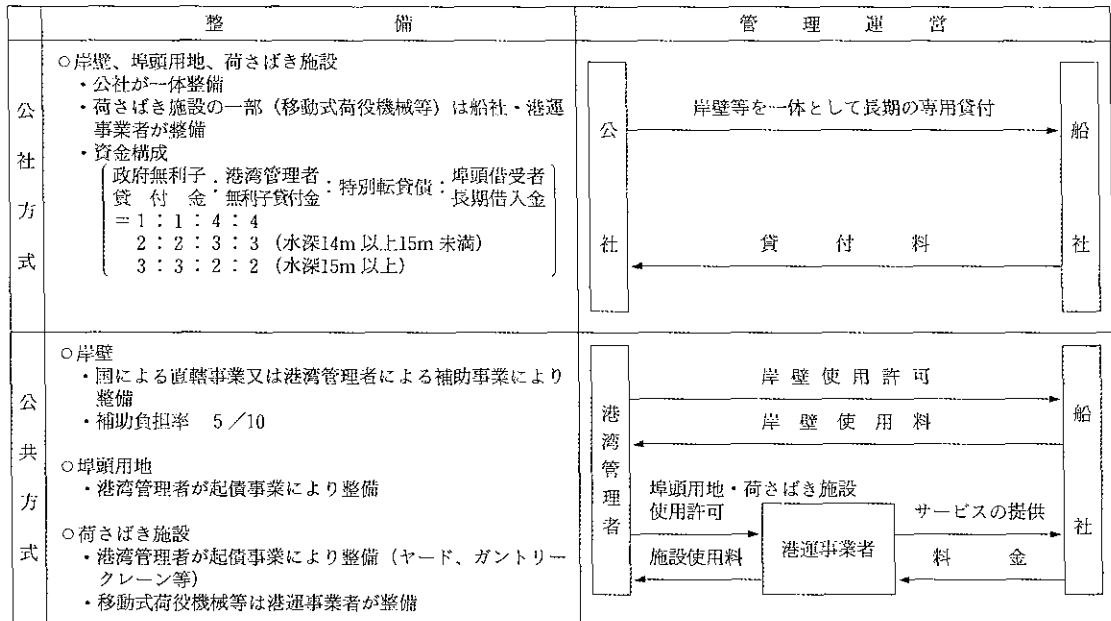 整備
管理運営
公社方式
○岸壁、埠頭用地、荷さばき施設
・公社が一体整備
・荷さばき施設の一部（移動式荷役機械等）は船社・港運
事業者が整備
・資金構成
政府無利子貸付金：港湾管理者無利子貸付金：特別転貸債：埠頭借受者長期借入金
＝1：1：4：4
2：2：3：3（水深14m以上15m未満）
3：3：2：2（水深15m以上）
公社
岸壁等を一体として長期の専用貸付
貸付料
船社
公共方式
○岸壁
・国による直轄事業又は港湾管理者による補助事業により
整備
・補助負担率 5／10
○埠頭用地
・港湾管理者が起債事業により整備
○荷さばき施設
・港湾管理者が起債事業により整備（ヤード、ガントリー
クレーン等）
・移動式荷役機械等は港運事業者が整備
港湾管理者
岸壁使用許可
岸壁使用料
埠頭用地・荷さばき施設
使用許可
施設使用料
港運事業者
サービスの提供
料金
船社